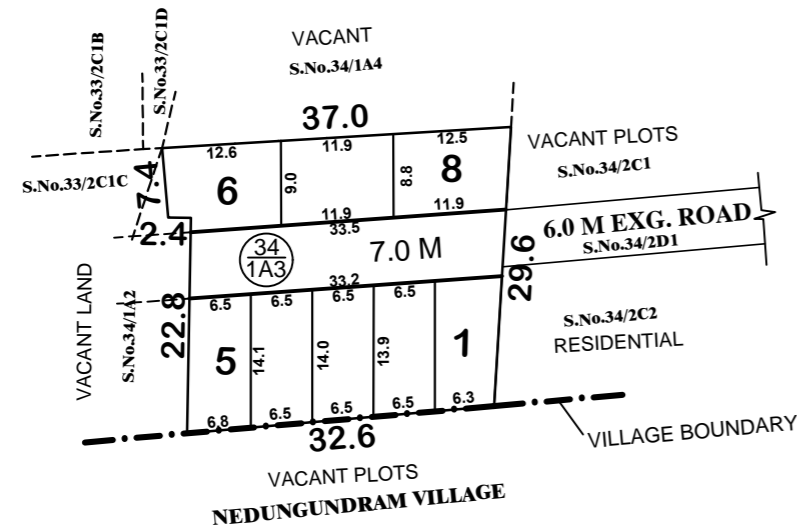 VACANT
S.No.34/1A4
S.No.33/2C1B
S.No.33/2C1D
37.0
12.6
11.9
12.5
VACANT PLOTS
S.No.34/2C1
S.No.33/2C1C
7.4
6
9.0
8.8
8
11.9
11.9
33.5
2.4
34
1A3
7.0 M
6.0 M EXG. ROAD
S.No.34/2D1
29.6
33.2
6.5
6.5
6.5
6.5
VACANT LAND
S.No.34/1A2
22.8
5
14.1
14.0
13.9
1
S.No.34/2C2
RESIDENTIAL
6.8
6.5
6.5
6.5
6.3
32.6
VILLAGE BOUNDARY
VACANT PLOTS
NEDUNGUNDRAM VILLAGE